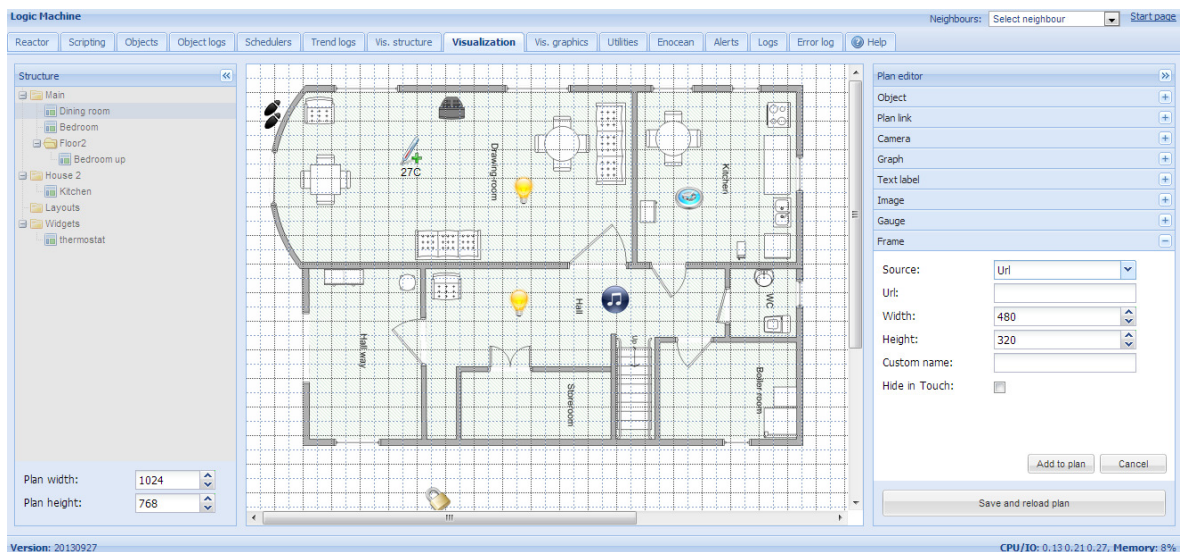 Logic Machine
Neighbours: Select neighbour Start page
Reactor Scripting Objects Object logs Schedulers Trend logs Vis. structure Visualization Vis. graphics Utilities Enocean Alerts Logs Error log Help
Structure
Main
Dining room
Bedroom
Floor2
Bedroom up
House 2
Kitchen
Layouts
Widgets
thermostat
Plan width: 1024
Plan height: 768
27C
Drawing-room
Kitchen
Hall
WC
Hall way
Up
Storeroom
Boiler room
Plan editor
Object
Plan link
Camera
Graph
Text label
Image
Gauge
Frame
Source: Url
Url:
Width: 480
Height: 320
Custom name:
Hide in Touch:
Add to plan Cancel
Save and reload plan
Version: 20130927
CPU/IO: 0.13 0.21 0.27, Memory: 8%